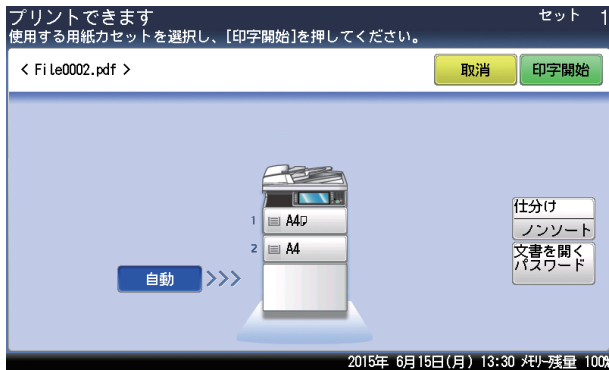 プリントできます
セット 1
使用する用紙カセットを選択し、[印字開始]を押してください。
< File0002.pdf >
取消
印字開始
1 A4
2 A4
自動 >>>
仕分け
ノンソート
文書を開く
パスワード
2015年 6月15日(月) 13:30 メモリー残量 100%